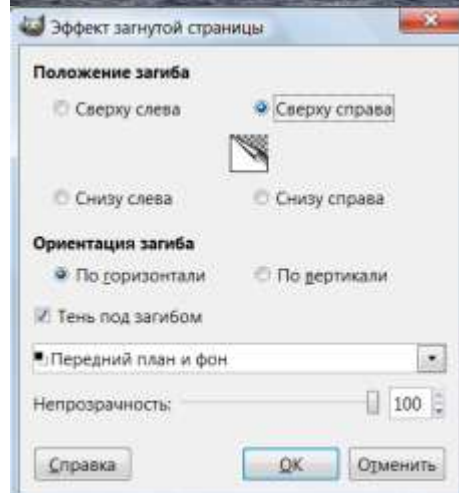 Эффект загнутой страницы
Положение загиба
Сверху слева Сверху справа
Снизу слева Снизу справа
Ориентация загиба
По горизонтали По вертикали
Тень под загибом
Передний план и фон
Непрозрачность: 100
Справка OK Отменить